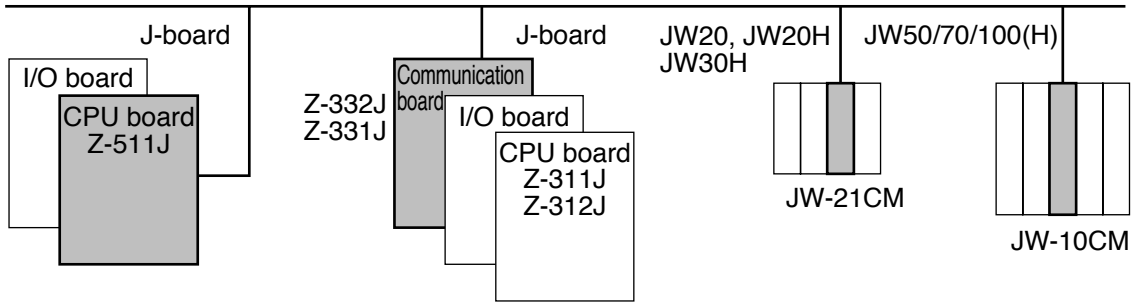 J-board
I/O board
CPU board
Z-511J
J-board
Communication
board
Z-332J
Z-331J
I/O board
CPU board
Z-311J
Z-312J
JW20, JW20H
JW30H
JW-21CM
JW50/70/100(H)
JW-10CM